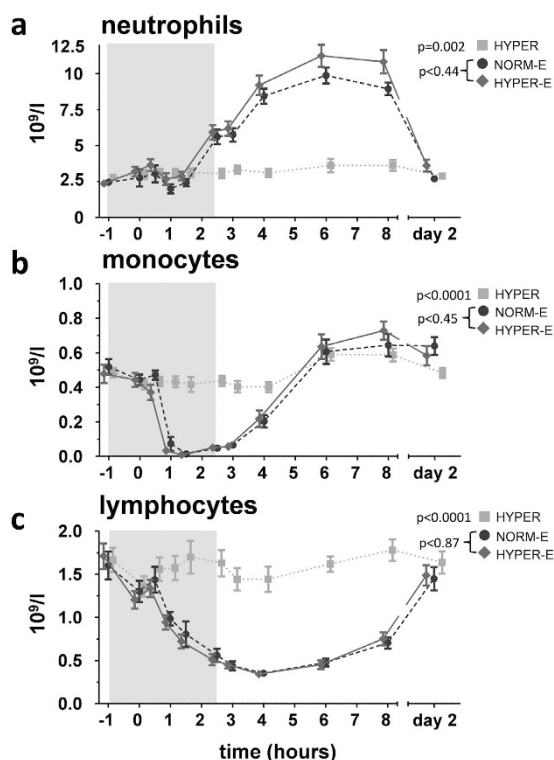 a neutrophils
12.5
10.0
7.5
5.0
2.5
0
10⁹/l
p=0.002 HYPER
p<0.44 NORM-E
HYPER-E
-1 0 1 2 3 4 5 6 7 8 day 2
b monocytes
1.0
0.8
0.6
0.4
0.2
0.0
10⁹/l
p<0.0001 HYPER
p<0.45 NORM-E
HYPER-E
-1 0 1 2 3 4 5 6 7 8 day 2
c lymphocytes
2.0
1.5
1.0
0.5
0.0
10⁹/l
p<0.0001 HYPER
p<0.87 NORM-E
HYPER-E
-1 0 1 2 3 4 5 6 7 8 day 2
time (hours)